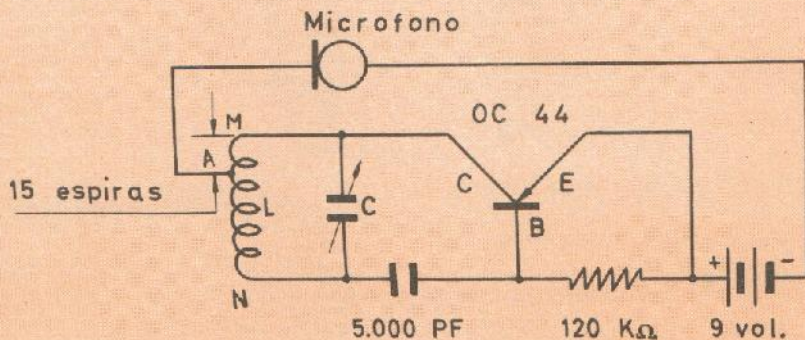 Microfono
OC 44
M
A
15 espiras
L
C
C
E
B
N
+
-
5.000 PF
120 KΩ
9 vol.